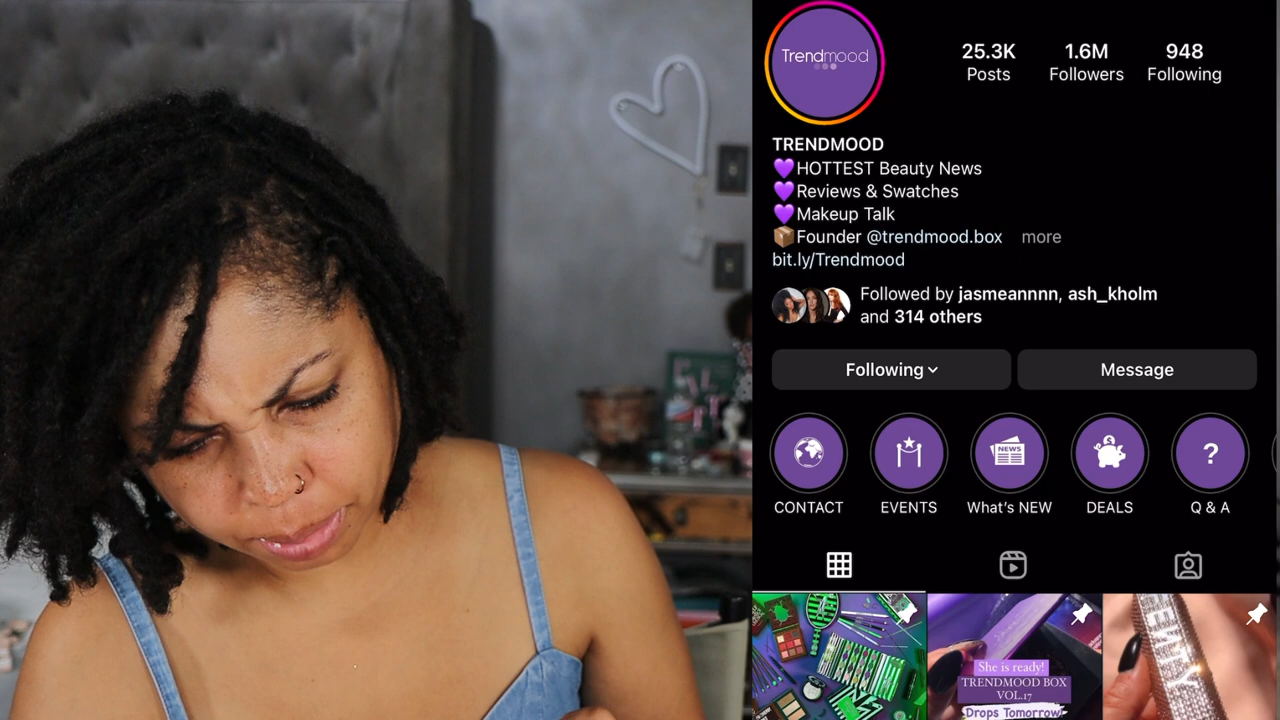 Trendmood
25.3K
Posts
1.6M
Followers
948
Following
TRENDMOOD
💜HOTTEST Beauty News
💜Reviews & Swatches
💜Makeup Talk
📦Founder @trendmood.box more
bit.ly/Trendmood
Followed by jasmeannnn, ash_kholm
and 314 others
Following
Message
NEWS
$
?
CONTACT
EVENTS
What's NEW
DEALS
Q & A
She is ready!
TRENDMOOD BOX
VOL.17
Drops Tomorrow!